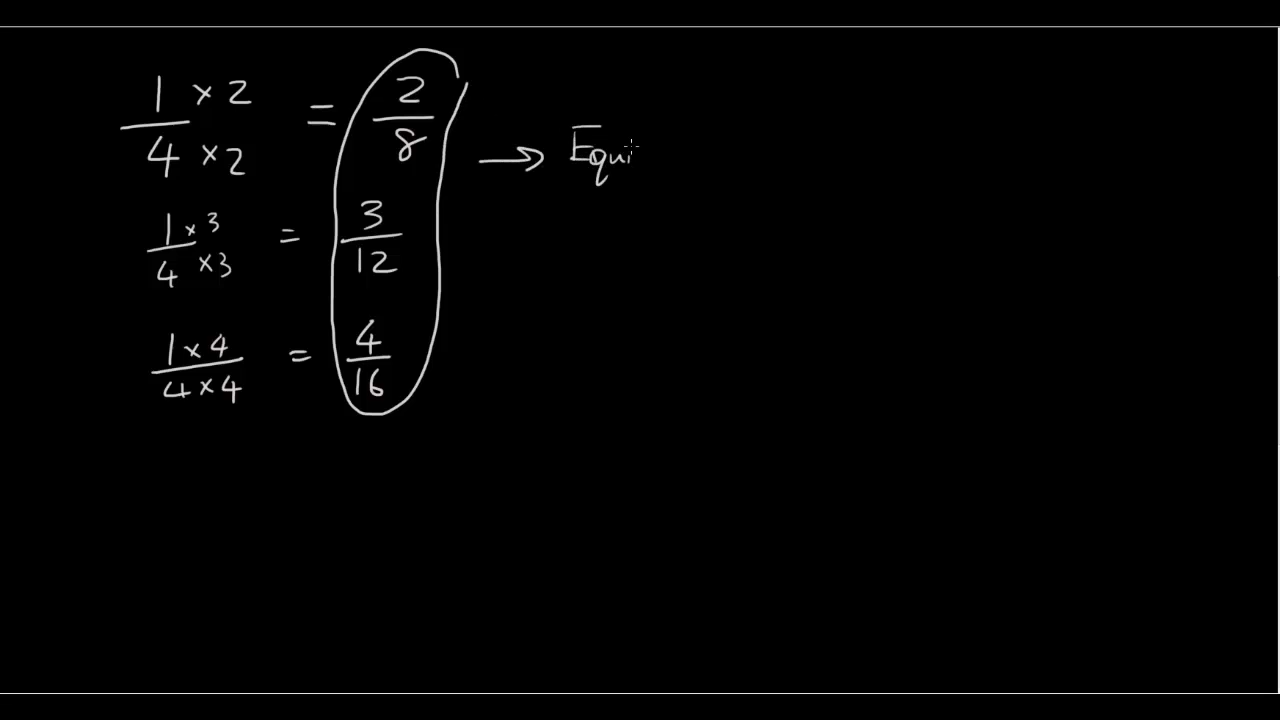 1 × 2 / 4 × 2 = 2/8 → Equi
1 × 3 / 4 × 3 = 3/12
1 × 4 / 4 × 4 = 4/16